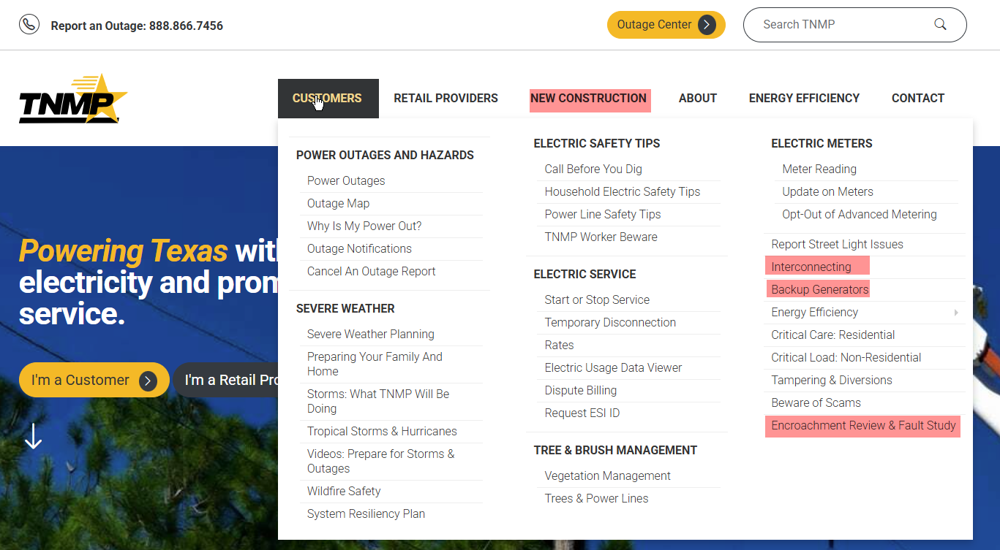 Report an Outage: 888.866.7456
Outage Center
Search TNMP
TNMP
CUSTOMERS
RETAIL PROVIDERS
NEW CONSTRUCTION
ABOUT
ENERGY EFFICIENCY
CONTACT
POWER OUTAGES AND HAZARDS
Power Outages
Outage Map
Why Is My Power Out?
Outage Notifications
Cancel An Outage Report
SEVERE WEATHER
Severe Weather Planning
Preparing Your Family And
Home
Storms: What TNMP Will Be
Doing
Tropical Storms & Hurricanes
Videos: Prepare for Storms &
Outages
Wildfire Safety
System Resiliency Plan
ELECTRIC SAFETY TIPS
Call Before You Dig
Household Electric Safety Tips
Power Line Safety Tips
TNMP Worker Beware
ELECTRIC SERVICE
Start or Stop Service
Temporary Disconnection
Rates
Electric Usage Data Viewer
Dispute Billing
Request ESI ID
TREE & BRUSH MANAGEMENT
Vegetation Management
Trees & Power Lines
ELECTRIC METERS
Meter Reading
Update on Meters
Opt-Out of Advanced Metering
Report Street Light Issues
Interconnecting
Backup Generators
Energy Efficiency
Critical Care: Residential
Critical Load: Non-Residential
Tampering & Diversions
Beware of Scams
Encroachment Review & Fault Study
Powering Texas with
electricity and prom
service.
I'm a Customer
I'm a Retail Pro